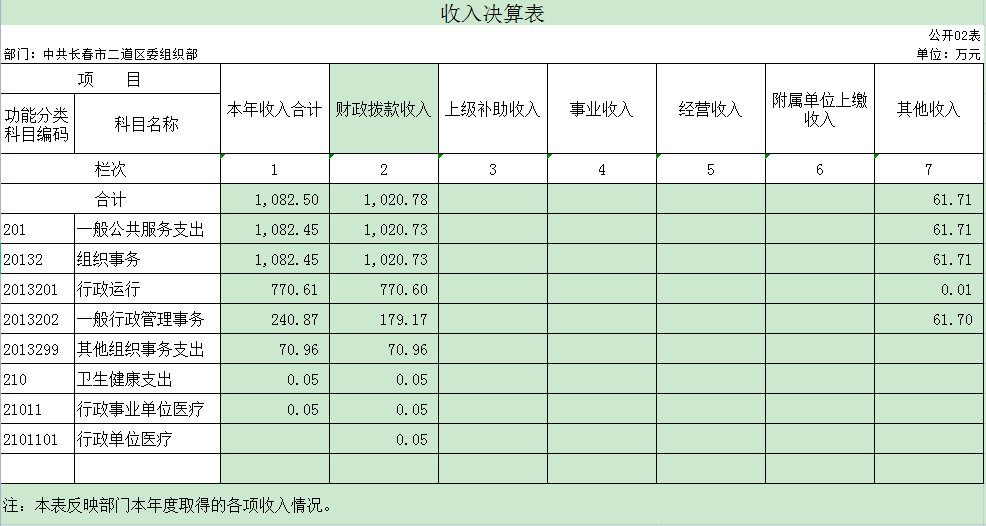 收入决算表
公开02表
部门：中共长春市二道区委组织部 单位：万元
项 目 本年收入合计 财政拨款收入 上级补助收入 事业收入 经营收入 附属单位上缴收入 其他收入
功能分类科目编码 科目名称
栏次 1 2 3 4 5 6 7
合计 1,082.50 1,020.78 61.71
201 一般公共服务支出 1,082.45 1,020.73 61.71
20132 组织事务 1,082.45 1,020.73 61.71
2013201 行政运行 770.61 770.60 0.01
2013202 一般行政管理事务 240.87 179.17 61.70
2013299 其他组织事务支出 70.96 70.96
210 卫生健康支出 0.05 0.05
21011 行政事业单位医疗 0.05 0.05
2101101 行政单位医疗 0.05
注：本表反映部门本年度取得的各项收入情况。